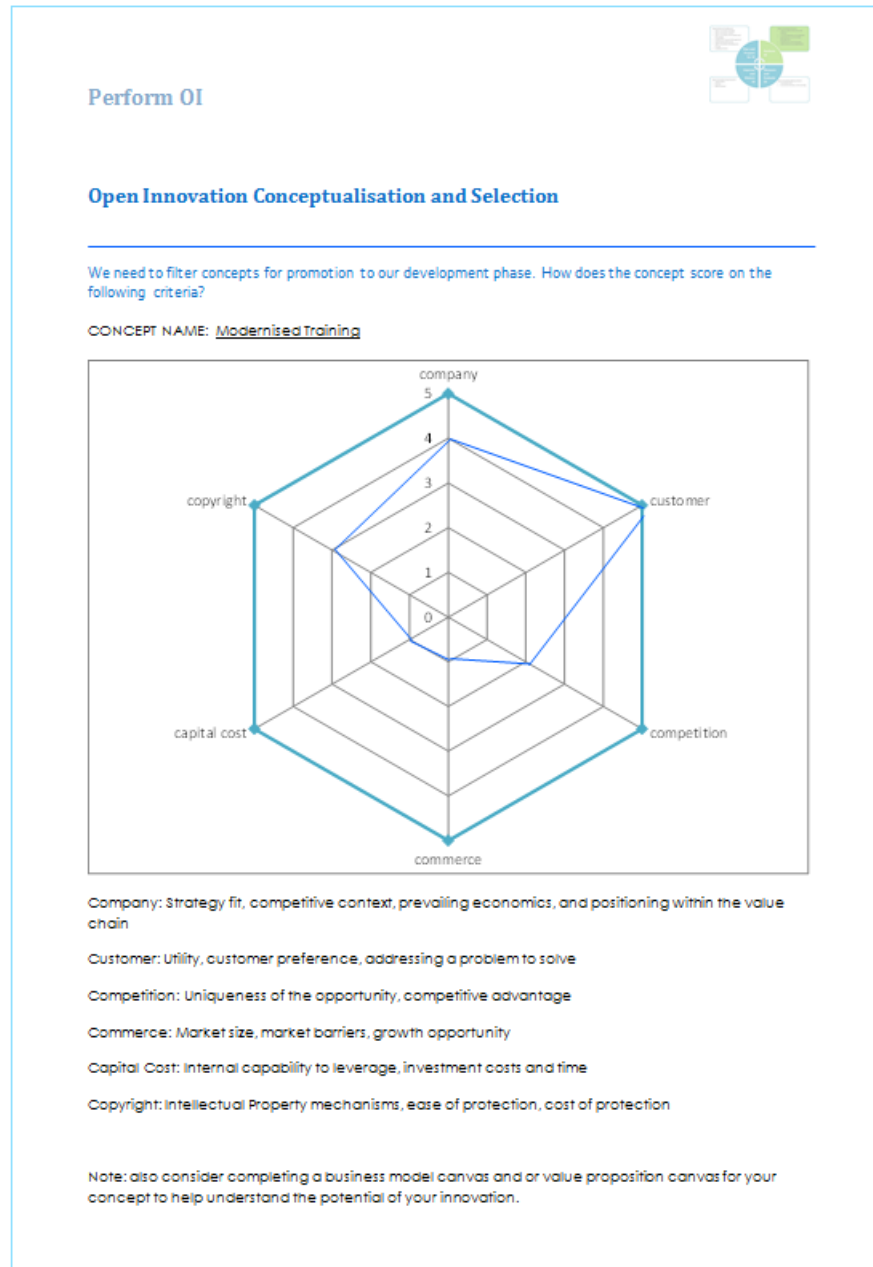 Perform OI
Open Innovation Conceptualisation and Selection
We need to filter concepts for promotion to our development phase. How does the concept score on the
following criteria?
CONCEPT NAME: Modernised Training
company
5
4
copyright
customer
3
2
1
0
capital cost
competition
commerce
Company: Strategy fit, competitive context, prevailing economics, and positioning within the value
chain
Customer: Utility, customer preference, addressing a problem to solve
Competition: Uniqueness of the opportunity, competitive advantage
Commerce: Market size, market barriers, growth opportunity
Capital Cost: Internal capability to leverage, investment costs and time
Copyright: Intellectual Property mechanisms, ease of protection, cost of protection
Note: also consider completing a business model canvas and or value proposition canvas for your
concept to help understand the potential of your innovation.